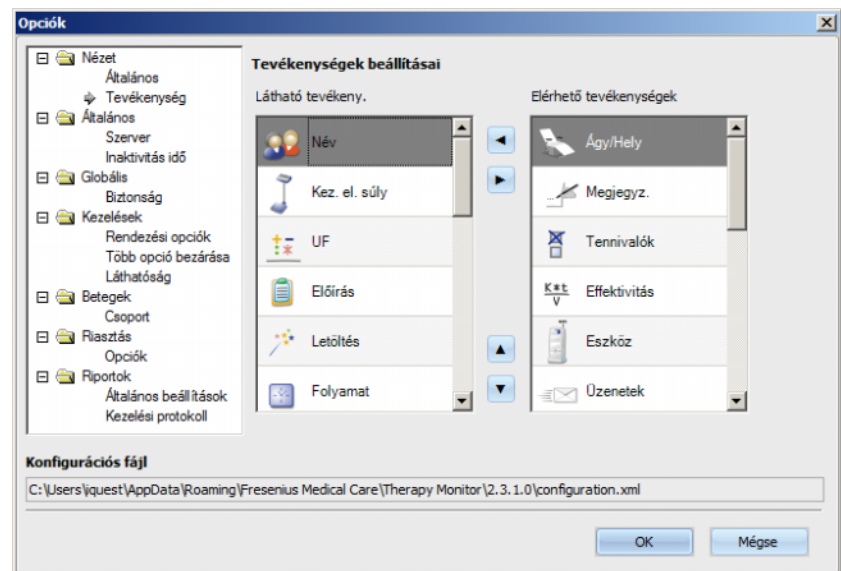 Opciók
Nézet
Általános
Tevékenység
Általános
Szerver
Inaktivitás idő
Globális
Biztonság
Kezelések
Rendezési opciók
Több opció bezárása
Láthatóság
Betegek
Csoport
Riasztás
Opciók
Riportok
Általános beállítások
Kezelési protokoll
Tevékenységek beállításai
Látható tevékeny.
Név
Kez. el. súly
UF
Előírás
Letöltés
Folyamat
Elérhető tevékenységek
Ágy/Hely
Megjegyz.
Tennivalók
K*t
V
Effektivitás
Eszköz
Üzenetek
Konfigurációs fájl
C:\Users\iquest\AppData\Roaming\Fresenius Medical Care\Therapy Monitor\2.3.1.0\configuration.xml
OK
Mégse